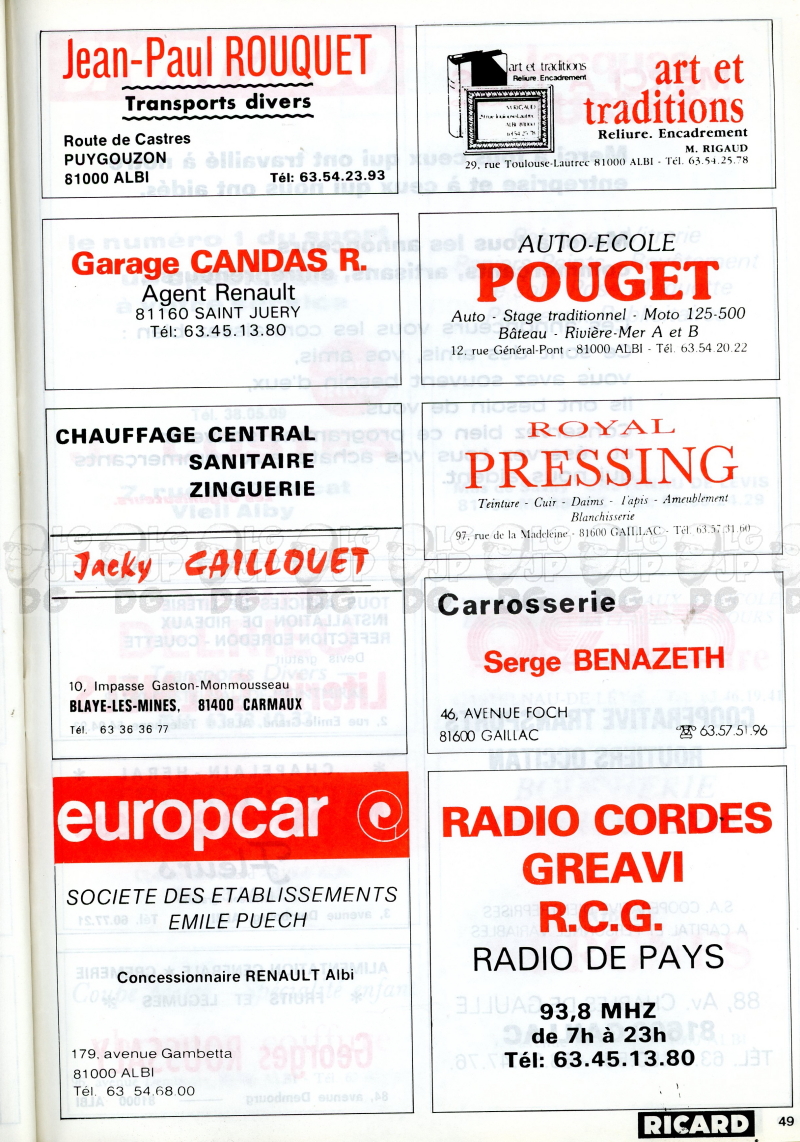 Jean-Paul ROUQUET
Transports divers
Route de Castres
PUYGOUZON
81000 ALBI
Tél: 63.54.23.93
art et traditions
Reliure. Encadrement
M. RIGAUD
art et
traditions
Reliure. Encadrement
M. RIGAUD
29, rue Toulouse-Lautrec 81000 ALBI - Tél. 63.54.25.78
Garage CANDAS R.
Agent Renault
81160 SAINT JUERY
Tél: 63.45.13.80
AUTO-ECOLE
POUGET
Auto - Stage traditionnel - Moto 125-500
Bâteau - Rivière-Mer A et B
12, rue Général-Pont - 81000 ALBI - Tél. 63.54.20.22
CHAUFFAGE CENTRAL
SANITAIRE
ZINGUERIE
Jacky CAILLOUET
10, Impasse Gaston-Monmousseau
BLAYE-LES-MINES, 81400 CARMAUX
Tél. 63 36 36 77
ROYAL
PRESSING
Teinture - Cuir - Daims - Tapis - Ameublement
Blanchisserie
97, rue de la Madeleine - 81600 GAILLAC - Tél. 63.57.31.60
Carrosserie
Serge BENAZETH
46, AVENUE FOCH
81600 GAILLAC
63.57.51.96
europcar
SOCIETE DES ETABLISSEMENTS
EMILE PUECH
Concessionnaire RENAULT Albi
179, avenue Gambetta
81000 ALBI
Tél. 63 54.68.00
RADIO CORDES
GREAVI
R.C.G.
RADIO DE PAYS
93,8 MHZ
de 7h à 23h
Tél: 63.45.13.80
RICARD
49